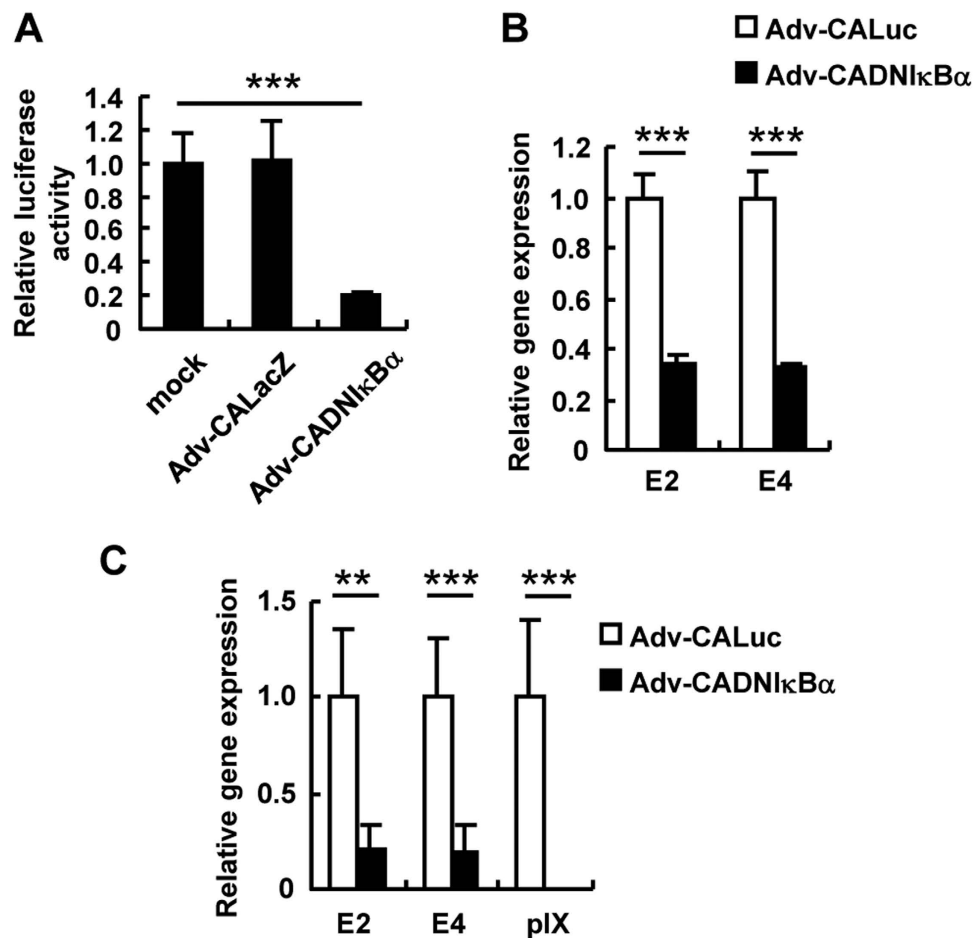 A
***
1.4
1.2
1.0
0.8
0.6
0.4
0.2
0
Relative luciferase
activity
mock
Adv-CALacZ
Adv-CADNIκBα
B
Adv-CALuc
Adv-CADNIκBα
*** ***
1.2
1.0
0.8
0.6
0.4
0.2
0
Relative gene expression
E2 E4
C
** *** ***
1.5
1.0
0.5
0
Relative gene expression
E2 E4 pIX
Adv-CALuc
Adv-CADNIκBα